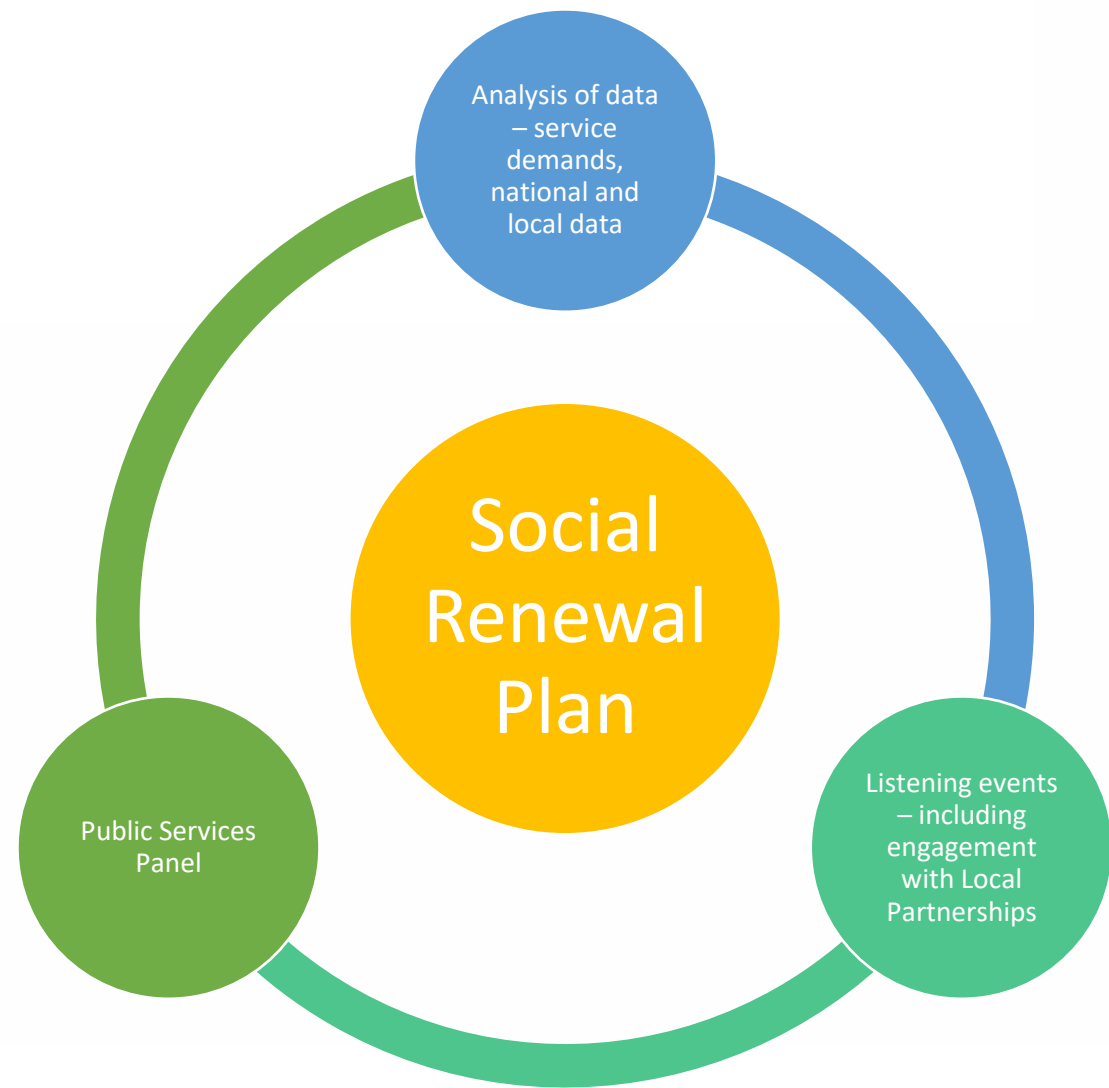 Analysis of data
– service
demands,
national and
local data
Social
Renewal
Plan
Public Services
Panel
Listening events
– including
engagement
with Local
Partnerships